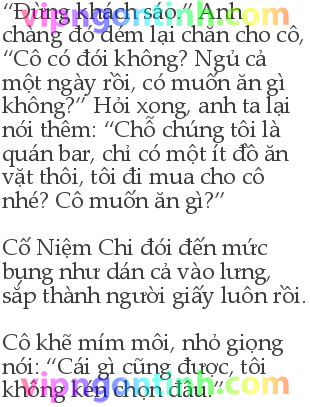 “Đừng khách sáo.” Anh
chàng đó đém lại chăn cho cô,
“Cô có đói không? Ngủ cả
một ngày rồi, có muốn ăn gì
không?” Hỏi xong, anh ta lại
nói thêm: “Chỗ chúng tôi là
quán bar, chỉ có một ít đồ ăn
vặt thôi, tôi đi mua cho cô
nhé? Cô muốn ăn gì?”
Cố Niệm Chi đói đến mức
bụng như dán cả vào lưng,
sắp thành người giấy luôn rồi.
Cô khẽ mím môi, nhỏ giọng
nói: “Cái gì cũng được, tôi
không kén chọn đâu.”
vipngontinh.com
vipngontinh.com